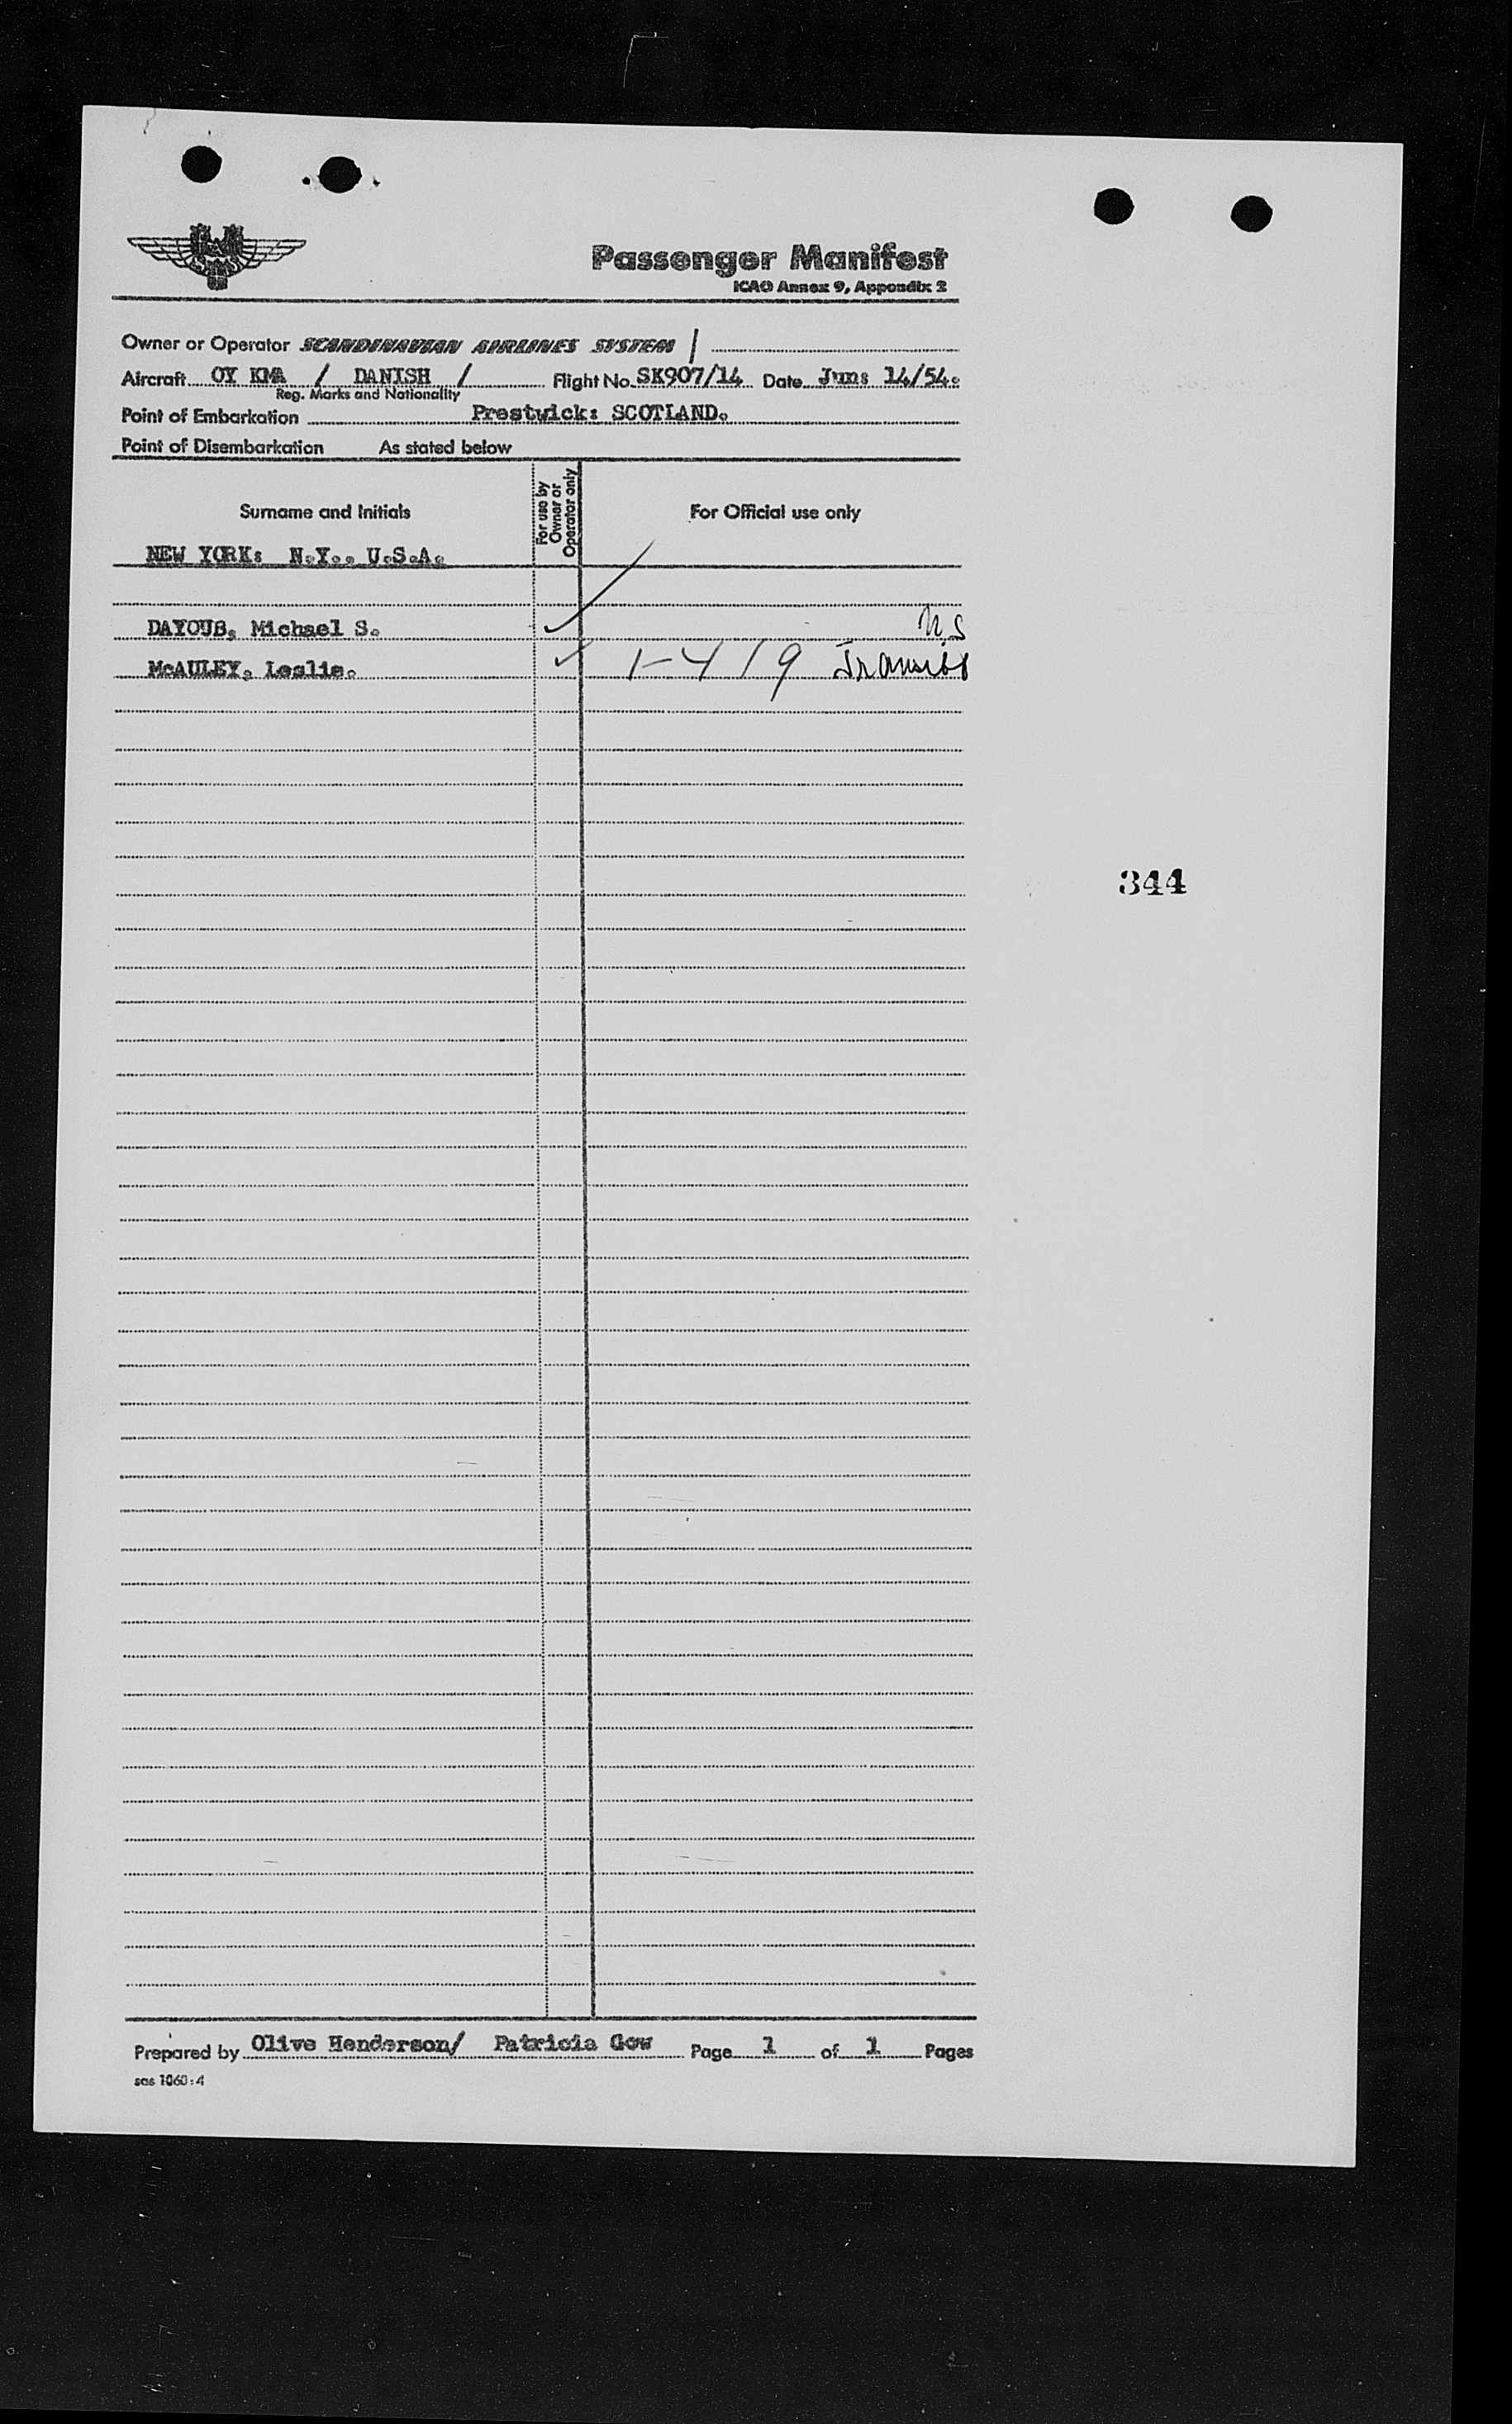 SAS
Passenger Manifest
ICAO Annex 9, Appendix 2
Owner or Operator SCANDINAVIAN AIRLINES SYSTEM /
Aircraft OY KMA / DANISH / Flight No. SK907/14 Date June 14/54.
Reg. Marks and Nationality
Point of Embarkation Prestwick: SCOTLAND.
Point of Disembarkation As stated below
Surname and Initials For use by Owner or Operator only For Official use only
NEW YORK: N.Y., U.S.A.
DAYOUB, Michael S. ✓ U.S
McAULEY, Leslie. ✓ 1-419 Transit
344
Prepared by Olive Henderson/ Patricia Gow Page 1 of 1 Pages
sas 1060:4